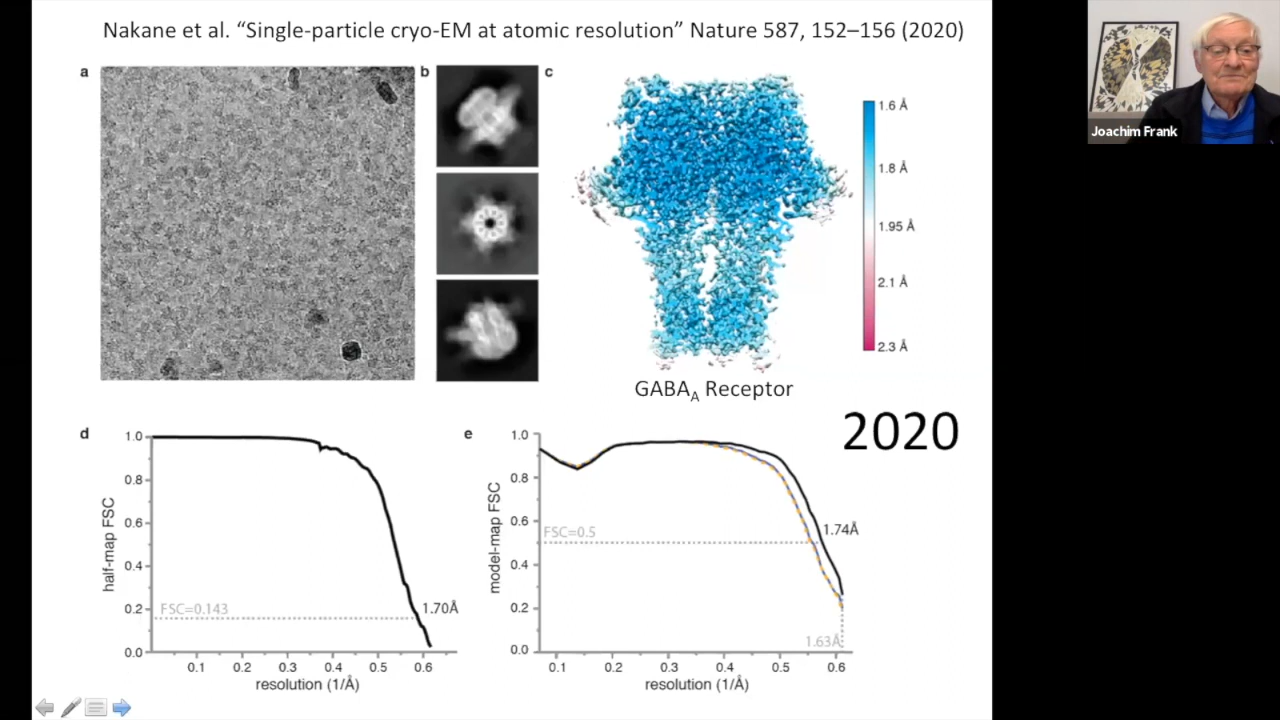 Nakane et al. “Single-particle cryo-EM at atomic resolution” Nature 587, 152–156 (2020)
Joachim Frank
a
b
c
1.6 Å
1.8 Å
1.95 Å
2.1 Å
2.3 Å
GABAA Receptor
2020
d
1.0
0.8
0.6
0.4
0.2
0.0
half-map FSC
FSC=0.143
1.70Å
0.1 0.2 0.3 0.4 0.5 0.6
resolution (1/Å)
e
1.0
0.8
0.6
0.4
0.2
0.0
model-map FSC
FSC=0.5
1.74Å
1.63Å
0.1 0.2 0.3 0.5 0.6
resolution (1/Å)